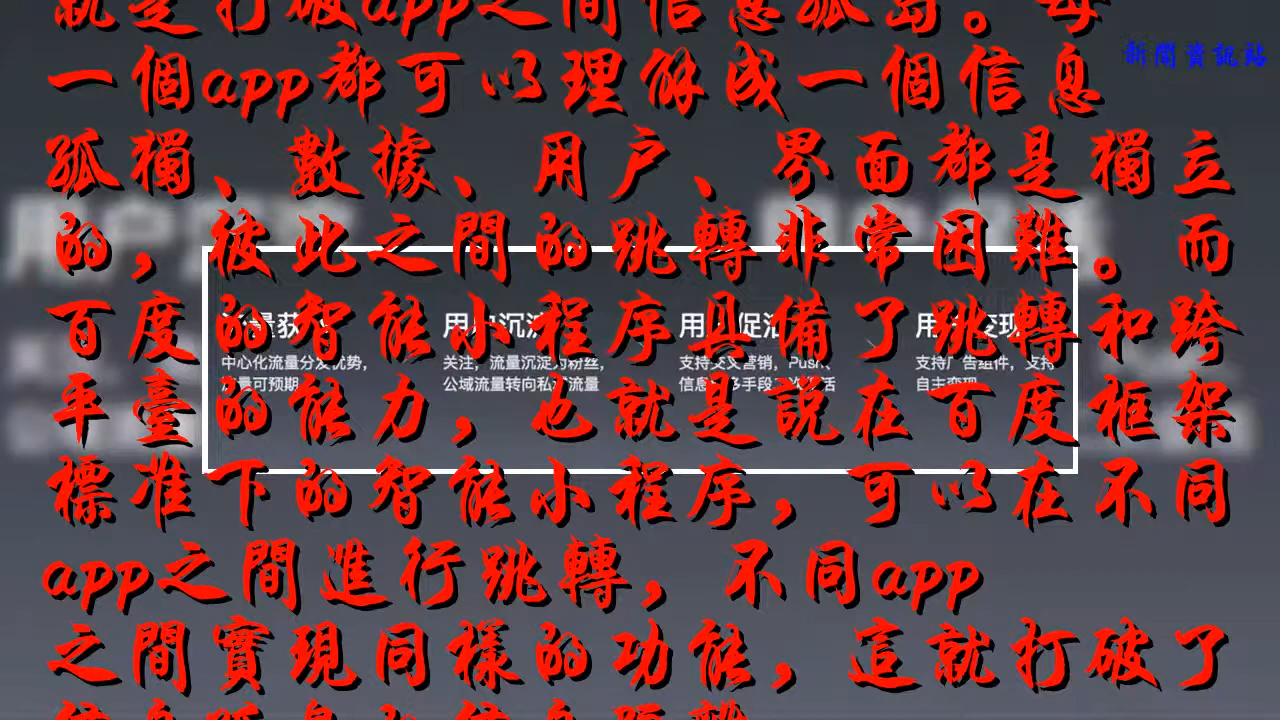 就是打破app之間信息孤島。每
新聞資訊站
一個app都可以理解成一個信息
孤獨、數據、用户、界面都是獨立
的，彼此之間的跳轉非常困難。而
百度的智能小程序具備了跳轉和跨
平臺的能力，也就是說在百度框架
標准下的智能小程序，可以在不同
app之間進行跳轉，不同app
之間實現同樣的功能，這就打破了
用户沉淀
中心化流量分发优势，
关注，流量沉淀为粉丝，
公域流量转向私域流量
支持交叉营销，Push、
支持广告组件，支持
自主变现